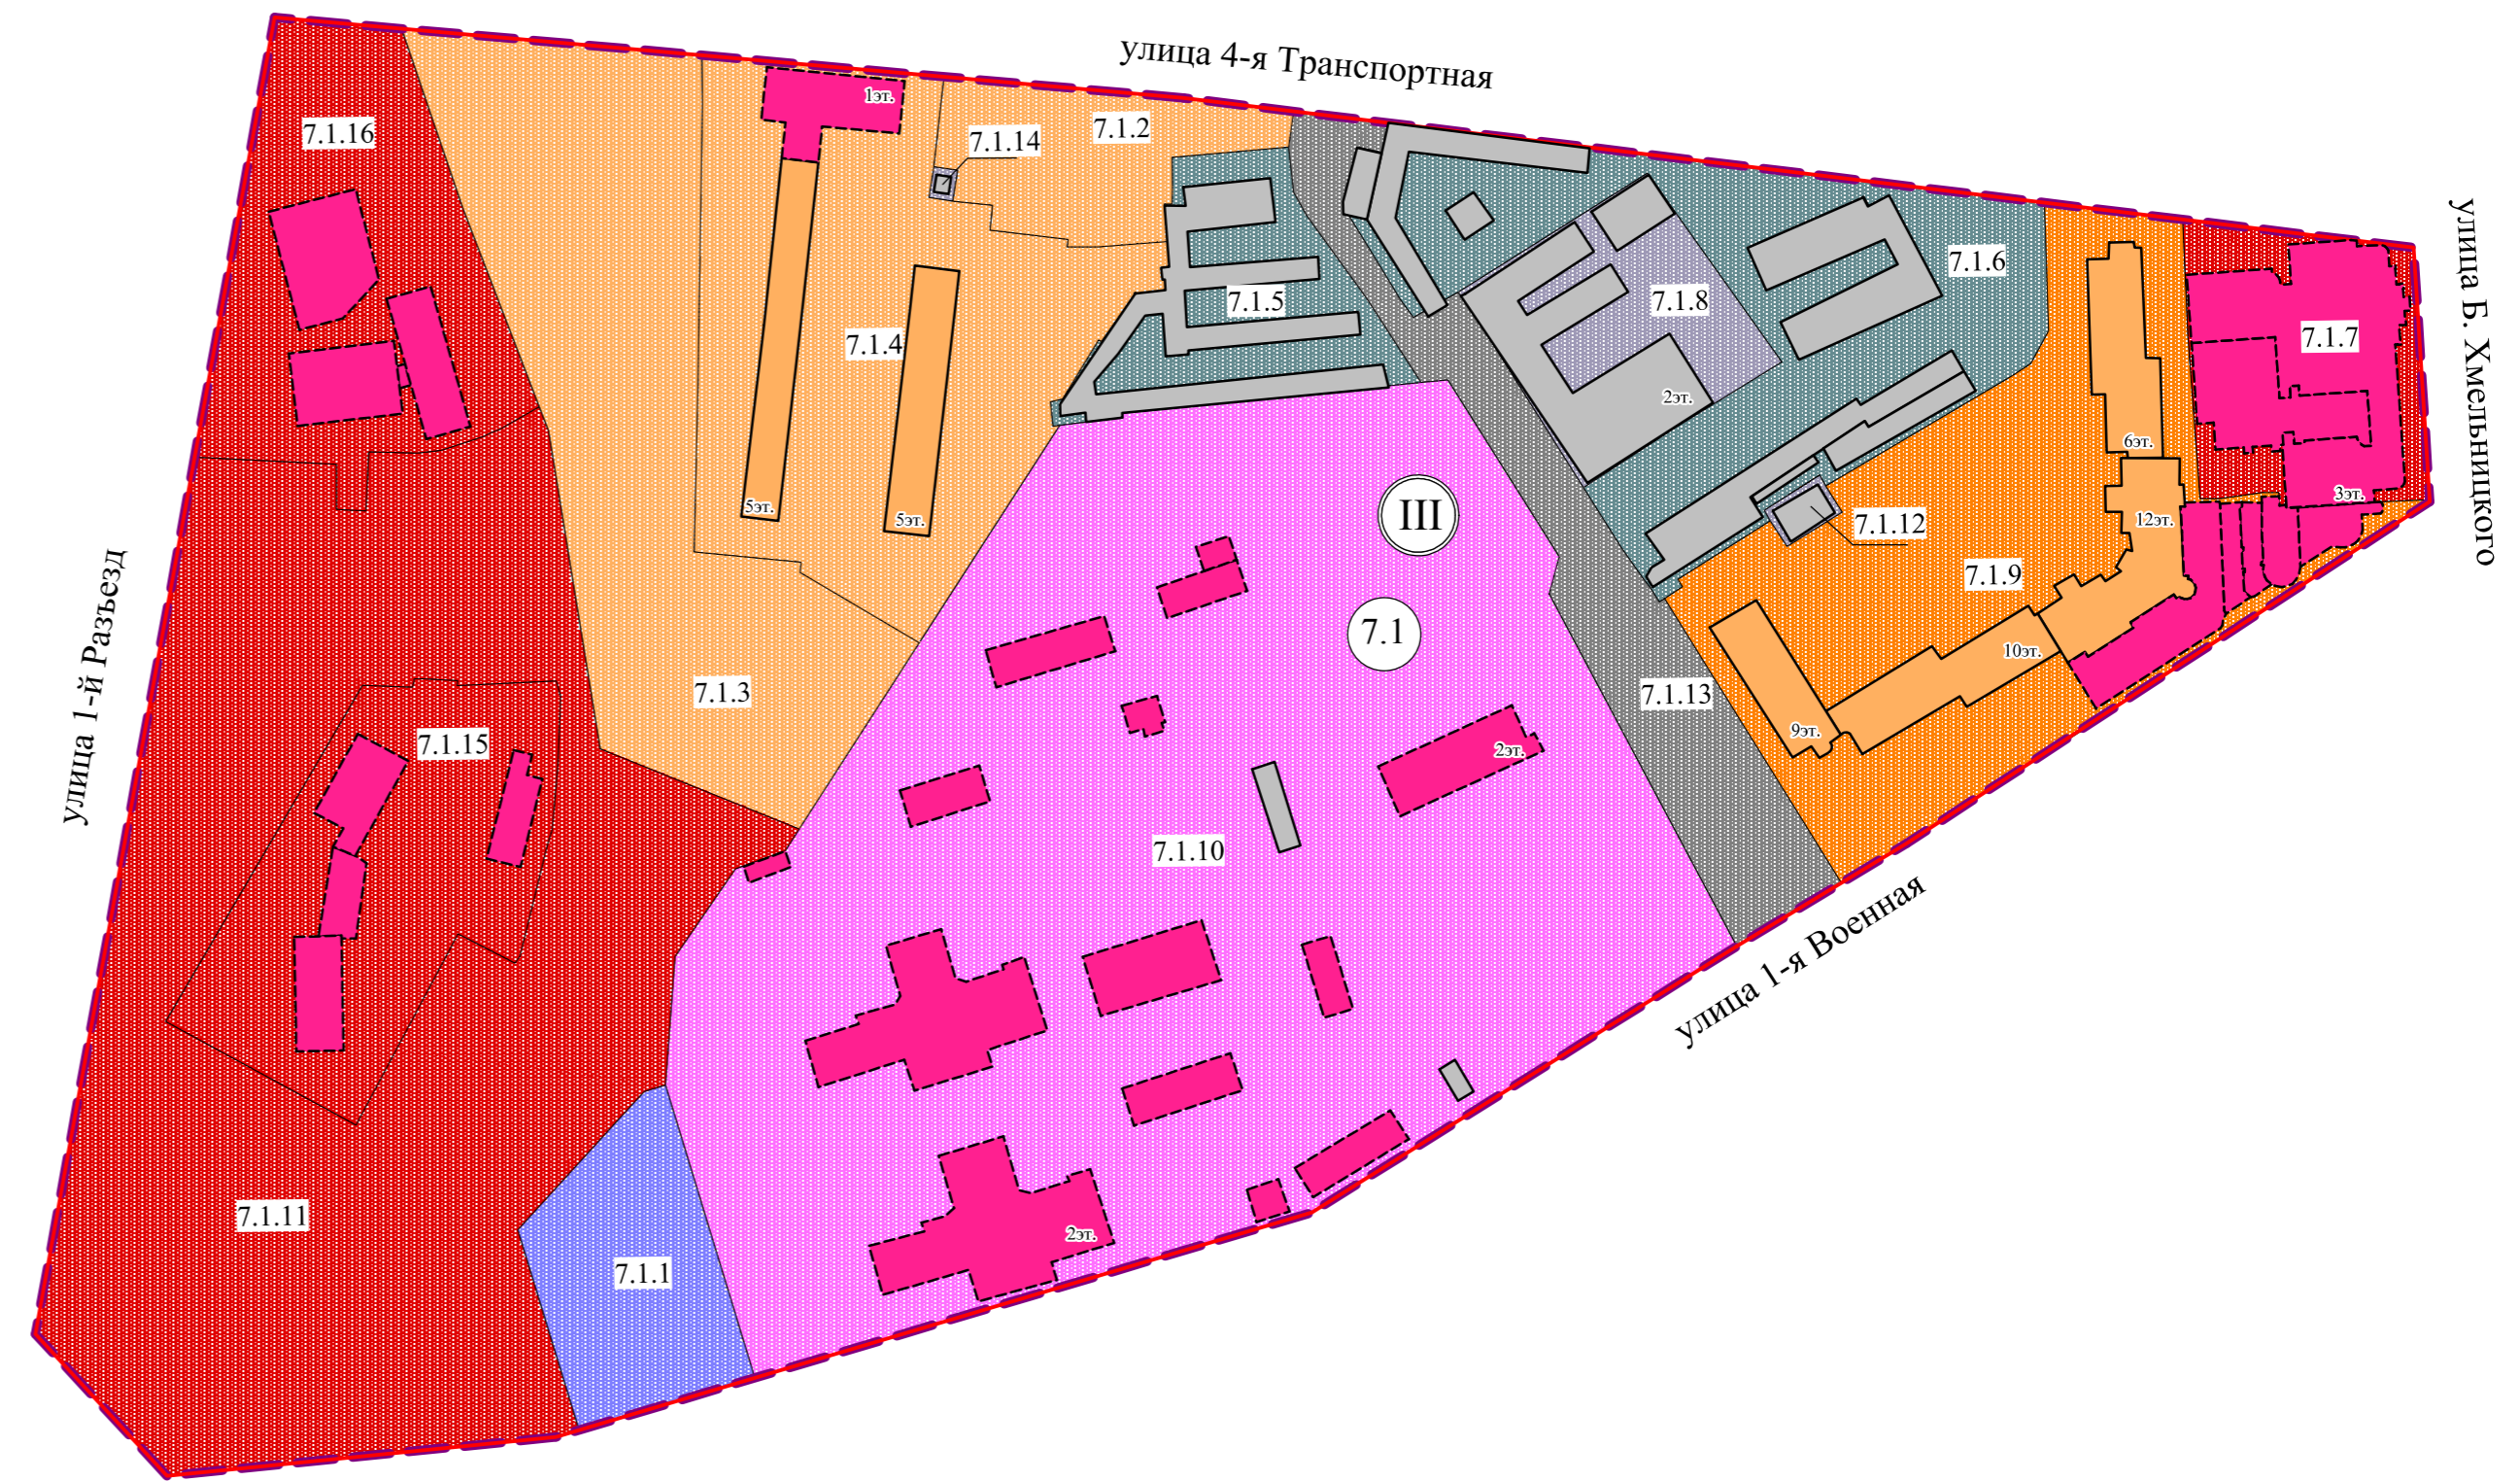 улица 4-я Транспортная
7.1.16
1эт.
7.1.14
7.1.2
7.1.6
7.1.5
7.1.8
7.1.7
7.1.4
2эт.
6эт.
3эт.
5эт.
5эт.
III
7.1.12
12эт.
улица Б. Хмельницкого
7.1.9
7.1
10эт.
7.1.3
7.1.13
9эт.
улица 1-й Разъезд
7.1.15
2эт.
7.1.10
улица 1-я Военная
7.1.11
2эт.
7.1.1